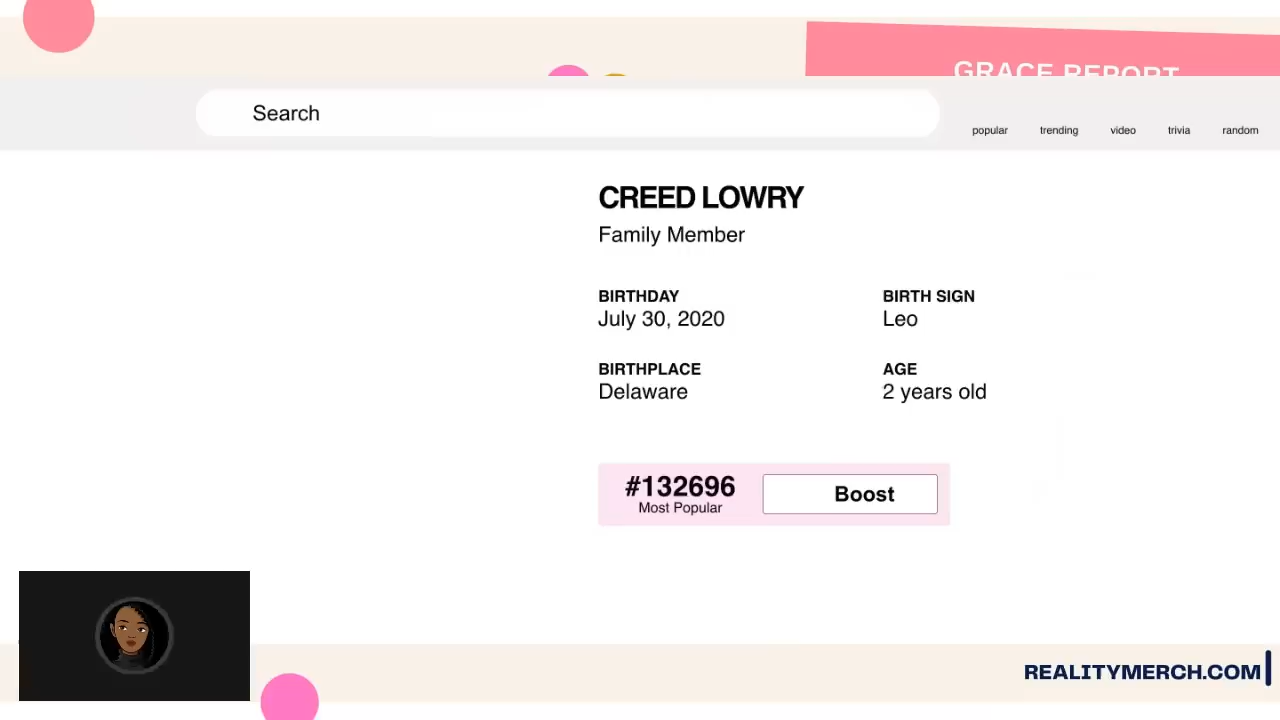 GRACE REPORT
Search
popular
trending
video
trivia
random
CREED LOWRY
Family Member
BIRTHDAY
July 30, 2020
BIRTH SIGN
Leo
BIRTHPLACE
Delaware
AGE
2 years old
#132696
Most Popular
Boost
REALITYMERCH.COM